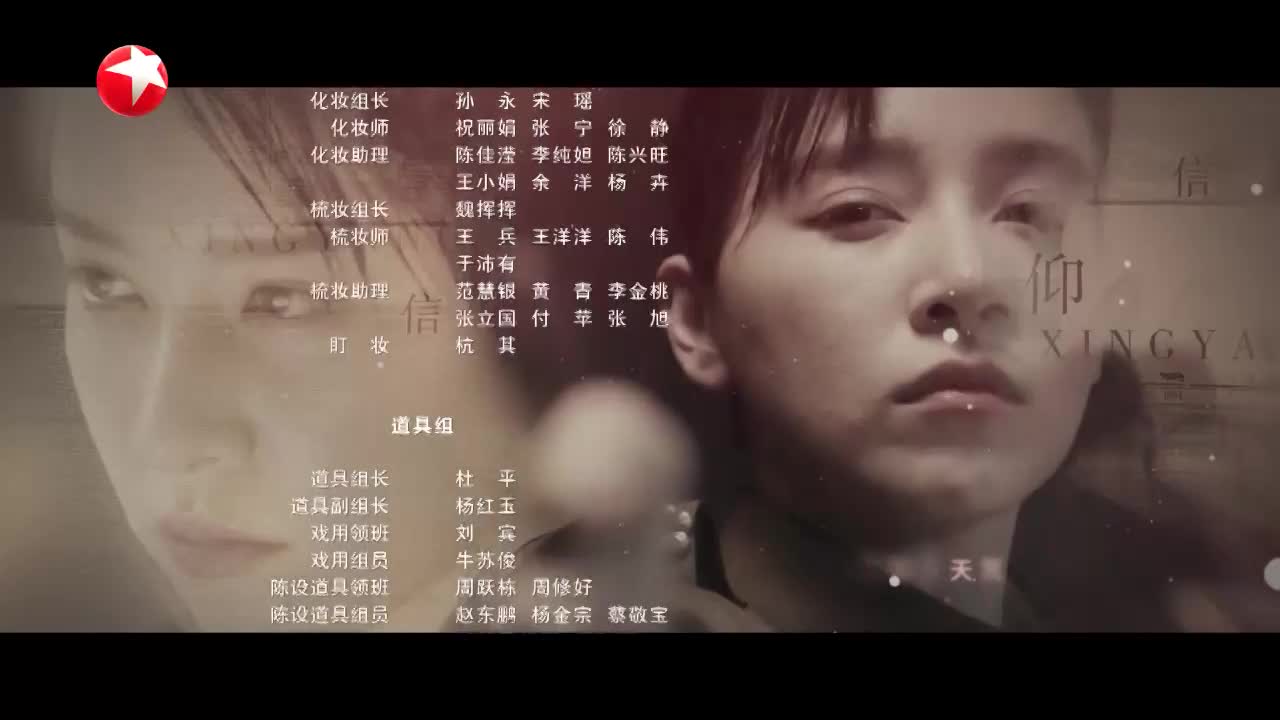 化妆组长 孙 永 宋 瑶
化妆师 祝丽娟 张 宁 徐 静
化妆助理 陈佳滢 李纯妲 陈兴旺
王小娟 余 洋 杨 卉
梳妆组长 魏挥挥
梳妆师 王 兵 王洋洋 陈 伟
于沛有
梳妆助理 范慧银 黄 青 李金桃
张立国 付 苹 张 旭
盯 妆 杭 其
道具组
道具组长 杜 平
道具副组长 杨红玉
戏用领班 刘 宾
戏用组员 牛苏俊
陈设道具领班 周跃栋 周修好
陈设道具组员 赵东鹏 杨金宗 蔡敬宝
XING
信
信
仰
XINGYA
天